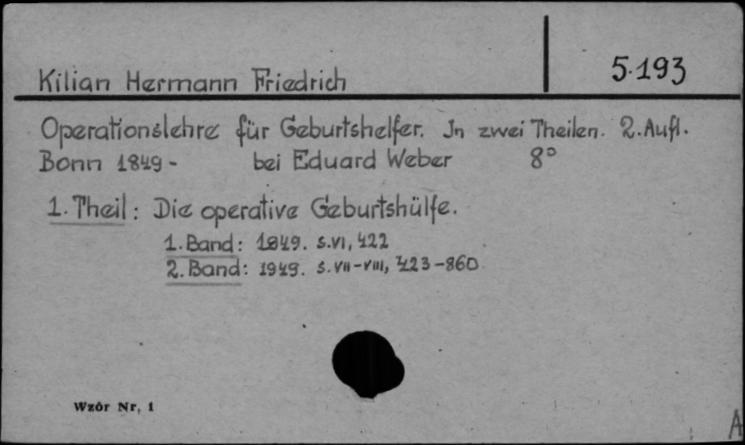 Kilian Hermann Friedrich
5.193
Operationslehre für Geburtshelfer. In zwei Theilen. 2. Aufl.
Bonn 1849 - bei Eduard Weber 8°
1. Theil: Die operative Geburtshülfe.
1. Band: 1849. S. VI, 422
2. Band: 1949. S. VII-VIII, 423-860
Wzór Nr. 1
A